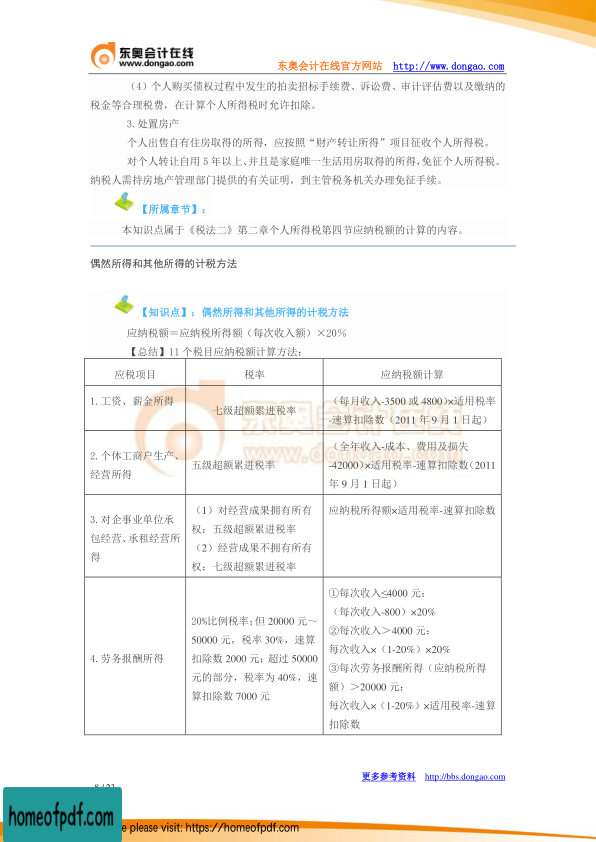 东奥会计在线
www.dongao.com
东奥会计在线官方网站 http://www.dongao.com
（4）个人购买债权过程中发生的拍卖招标手续费、诉讼费、审计评估费以及缴纳的
税金等合理税费，在计算个人所得税时允许扣除。
3.处置房产
个人出售自有住房取得的所得，应按照“财产转让所得”项目征收个人所得税。
对个人转让自用 5 年以上、并且是家庭唯一生活用房取得的所得，免征个人所得税。
纳税人需持房地产管理部门提供的有关证明，到主管税务机关办理免征手续。
【所属章节】：
本知识点属于《税法二》第二章个人所得税第四节应纳税额的计算的内容。
偶然所得和其他所得的计税方法
【知识点】：偶然所得和其他所得的计税方法
应纳税额＝应纳税所得额（每次收入额）×20%
【总结】11 个税目应纳税额计算方法：
应税项目 税率 应纳税额计算
1.工资、薪金所得
七级超额累进税率
（每月收入-3500 或 4800）×适用税率
-速算扣除数（2011 年 9 月 1 日起）
2.个体工商户生产、
经营所得
五级超额累进税率
（全年收入-成本、费用及损失
-42000）×适用税率-速算扣除数（2011
年 9 月 1 日起）
3.对企事业单位承
包经营、承租经营所
得
（1）对经营成果拥有所有
权：五级超额累进税率
（2）经营成果不拥有所有
权：七级超额累进税率
应纳税所得额×适用税率-速算扣除数
4.劳务报酬所得
20%比例税率；但 20000 元～
50000 元，税率 30%，速算
扣除数 2000 元；超过 50000
元的部分，税率为 40%，速
算扣除数 7000 元
①每次收入≤4000 元：
（每次收入-800）×20%
②每次收入＞4000 元：
每次收入×（1-20%）×20%
③每次劳务报酬所得（应纳税所得
额）＞20000 元：
每次收入×（1-20%）×适用税率-速算
扣除数
东奥会计在线
www.dongao.com
更多参考资料 http://bbs.dongao.com
8 / 23
homeofpdf.com
e please visit: https://homeofpdf.com